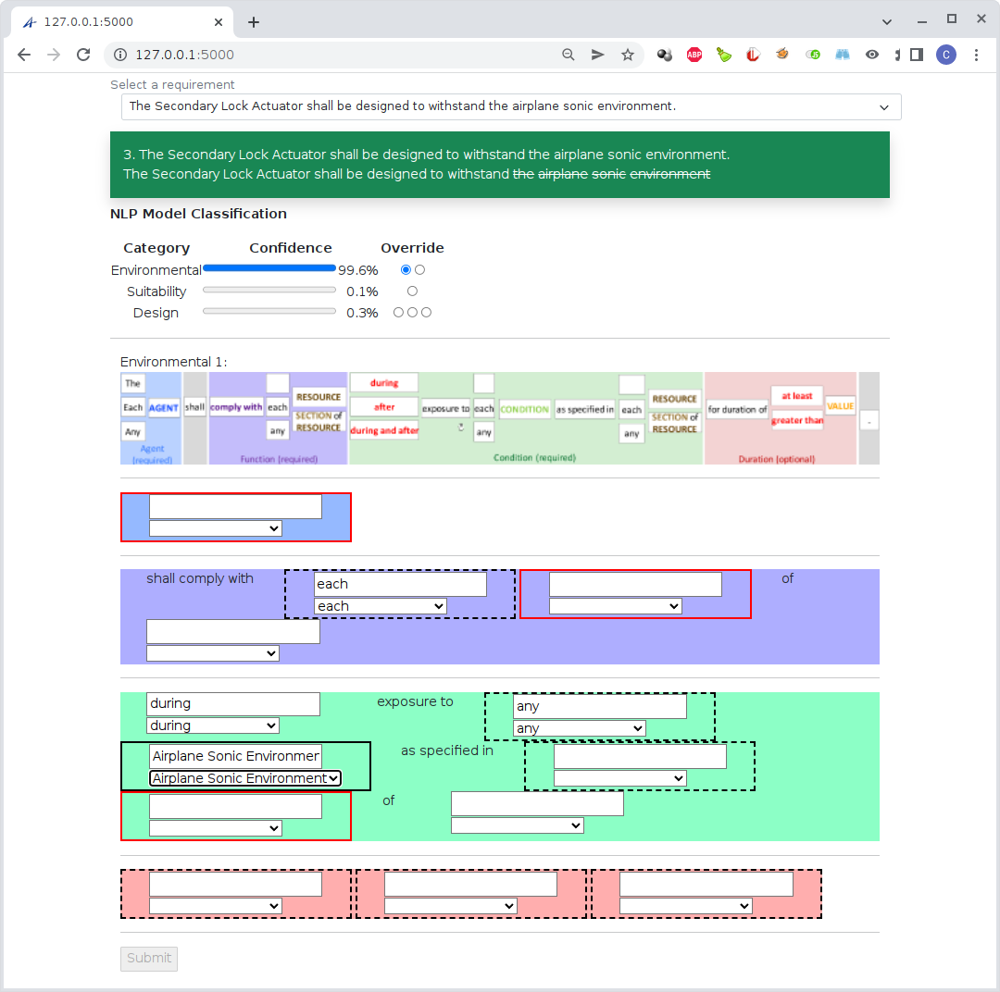 127.0.0.1:5000
127.0.0.1:5000
ABP
JS
C
Select a requirement
The Secondary Lock Actuator shall be designed to withstand the airplane sonic environment.
3. The Secondary Lock Actuator shall be designed to withstand the airplane sonic environment.
The Secondary Lock Actuator shall be designed to withstand the airplane sonic environment
NLP Model Classification
Category Confidence Override
Environmental 99.6%
Suitability 0.1%
Design 0.3%
Environmental 1:
The during
RESOURCE at least RESOURCE
Each AGENT shall comply with each after exposure to each CONDITION as specified in each for duration of VALUE
SECTION of SECTION of
RESOURCE RESOURCE greater than
Any any during and after any any .
Agent
(required) Function (required) Condition (required) Duration (optional)
shall comply with each of
each
during exposure to any
during any
Airplane Sonic Environmer as specified in
Airplane Sonic Environment
of
Submit